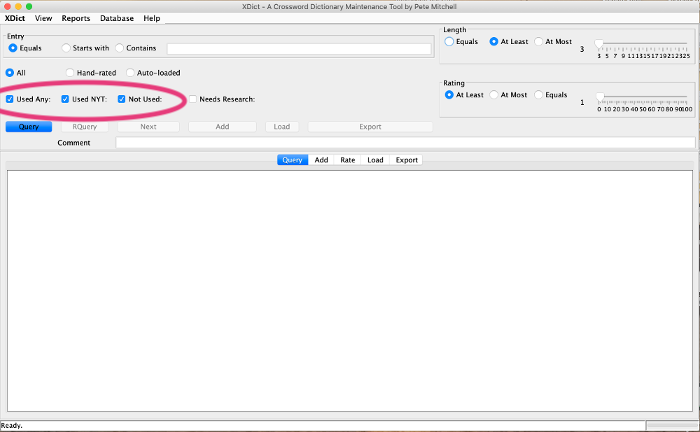 XDict - A Crossword Dictionary Maintenance Tool by Pete Mitchell
XDict View Reports Database Help
Entry
Equals Starts with Contains
All Hand-rated Auto-loaded
Used Any: Used NYT: Not Used: Needs Research:
Query RQuery Next Add Load Export
Comment
Length
Equals At Least At Most 3
3 5 7 9 11 13 15 17 19 21 23 25
Rating
At Least At Most Equals 1
0 10 20 30 40 50 60 70 80 90 100
Query Add Rate Load Export
Ready.